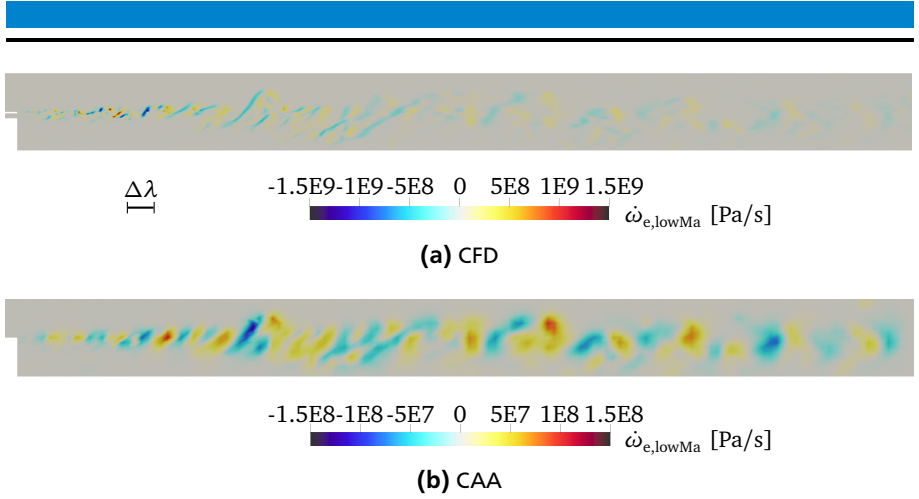 Δλ
-1.5E9 -1E9 -5E8 0 5E8 1E9 1.5E9
ω̇e,lowMa [Pa/s]
(a) CFD
-1.5E8 -1E8 -5E7 0 5E7 1E8 1.5E8
ω̇e,lowMa [Pa/s]
(b) CAA